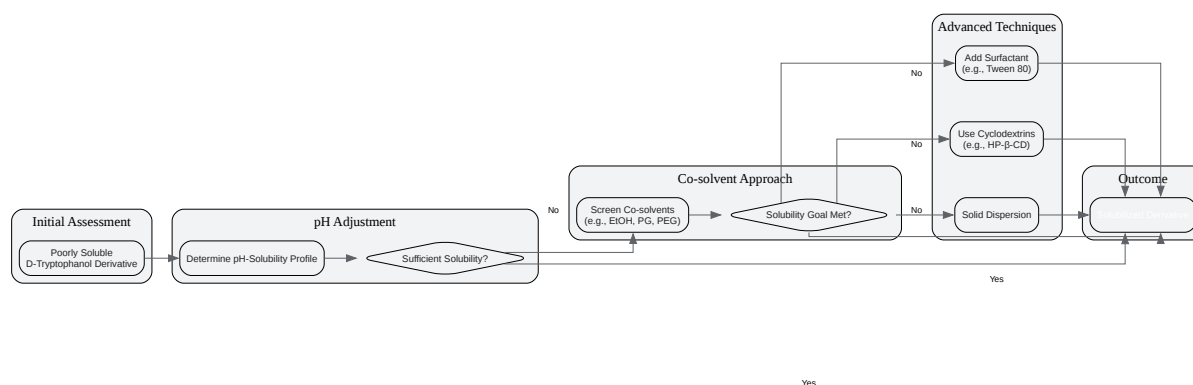 Advanced Techniques
Add Surfactant
(e.g., Tween 80)
No
Use Cyclodextrins
(e.g., HP-β-CD)
No
Co-solvent Approach
Outcome
Screen Co-solvents
(e.g., EtOH, PG, PEG)
Solubility Goal Met?
No
Solid Dispersion
No
Initial Assessment
pH Adjustment
Poorly Soluble
D-Tryptophanol Derivative
Determine pH-Solubility Profile
Sufficient Solubility?
Yes
Yes